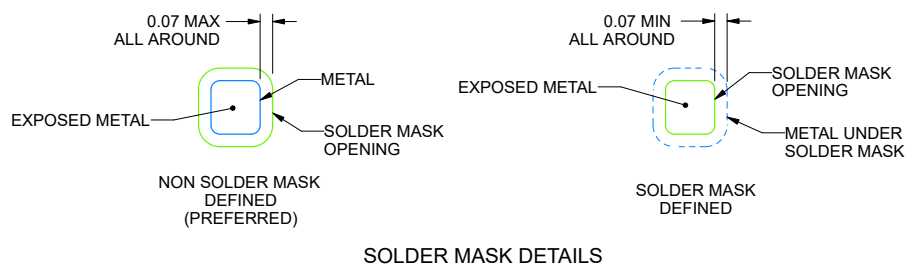 0.07 MAX
ALL AROUND
METAL
EXPOSED METAL
SOLDER MASK
OPENING
NON SOLDER MASK
DEFINED
(PREFERRED)
0.07 MIN
ALL AROUND
SOLDER MASK
OPENING
EXPOSED METAL
METAL UNDER
SOLDER MASK
SOLDER MASK
DEFINED
SOLDER MASK DETAILS